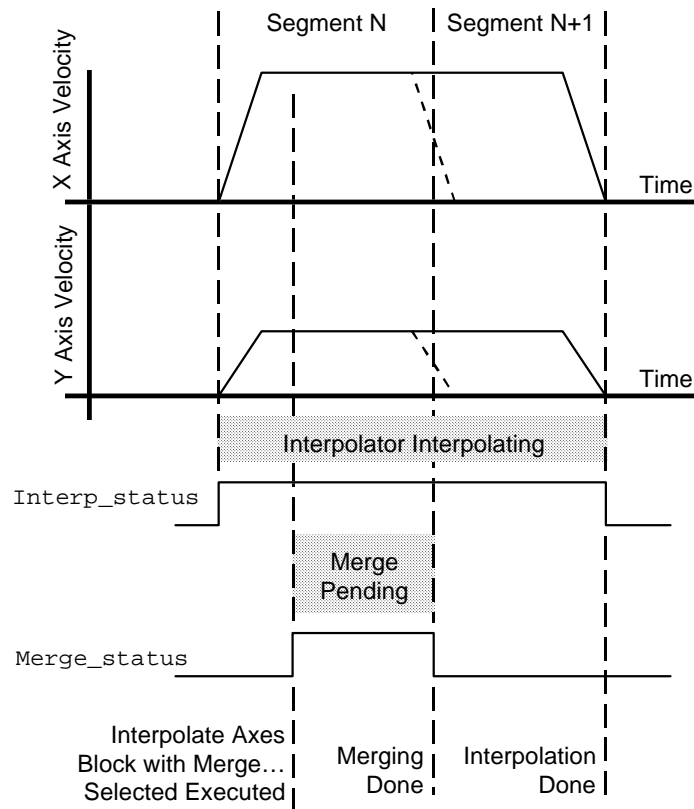 Segment N
Segment N+1
X Axis Velocity
Time
Y Axis Velocity
Time
Interpolator Interpolating
Interp_status
Merge
Pending
Merge_status
Interpolate Axes
Block with Merge…
Selected Executed
Merging
Done
Interpolation
Done